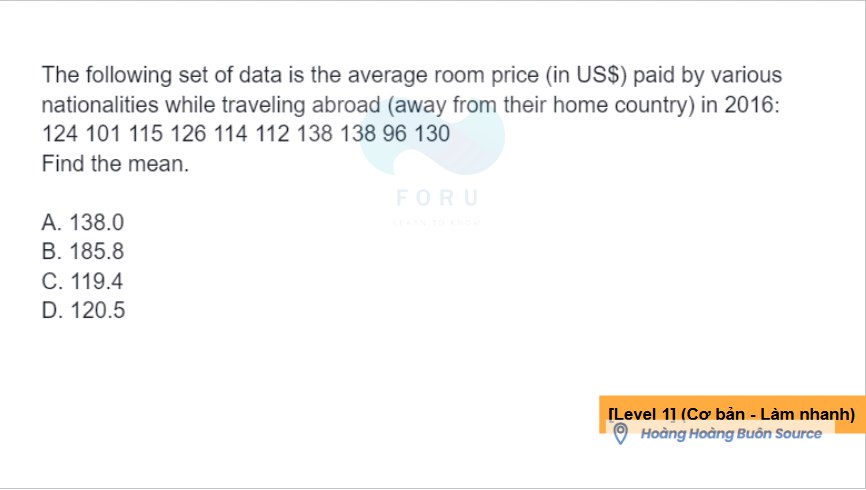 The following set of data is the average room price (in US$) paid by various
nationalities while traveling abroad (away from their home country) in 2016:
124 101 115 126 114 112 138 138 96 130
Find the mean.
FORU
A. 138.0
B. 185.8
C. 119.4
D. 120.5
[Level 1] (Cơ bản - Làm nhanh)
Hoàng Hoàng Buôn Source